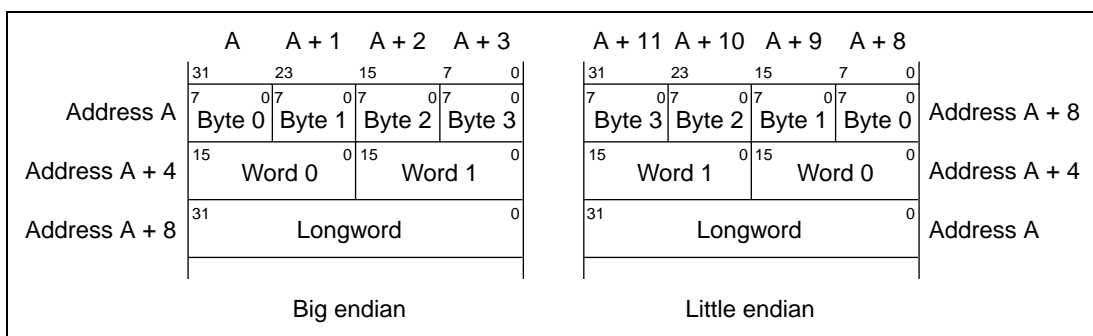 A A + 1 A + 2 A + 3 A + 11 A + 10 A + 9 A + 8
31 23 15 7 0 31 23 15 7 0
Address A 7 0 7 0 7 0 7 0 7 0 7 0 7 0 7 0 Address A + 8
Byte 0 Byte 1 Byte 2 Byte 3 Byte 3 Byte 2 Byte 1 Byte 0
15 0 15 0 15 0 15 0
Address A + 4 Word 0 Word 1 Word 1 Word 0 Address A + 4
31 0 31 0
Address A + 8 Longword Longword Address A
Big endian Little endian